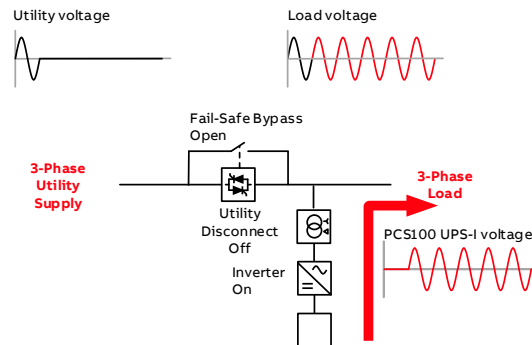 Utility voltage
Load voltage
Fail-Safe Bypass
Open
3-Phase
Utility
Supply
3-Phase
Load
Utility
Disconnect
Off
PCS100 UPS-I voltage
Inverter
On